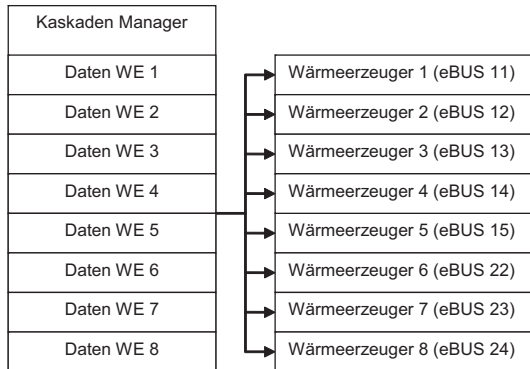 Kaskaden Manager
Daten WE 1
Wärmeerzeuger 1 (eBUS 11)
Daten WE 2
Wärmeerzeuger 2 (eBUS 12)
Daten WE 3
Wärmeerzeuger 3 (eBUS 13)
Daten WE 4
Wärmeerzeuger 4 (eBUS 14)
Daten WE 5
Wärmeerzeuger 5 (eBUS 15)
Daten WE 6
Wärmeerzeuger 6 (eBUS 22)
Daten WE 7
Wärmeerzeuger 7 (eBUS 23)
Daten WE 8
Wärmeerzeuger 8 (eBUS 24)